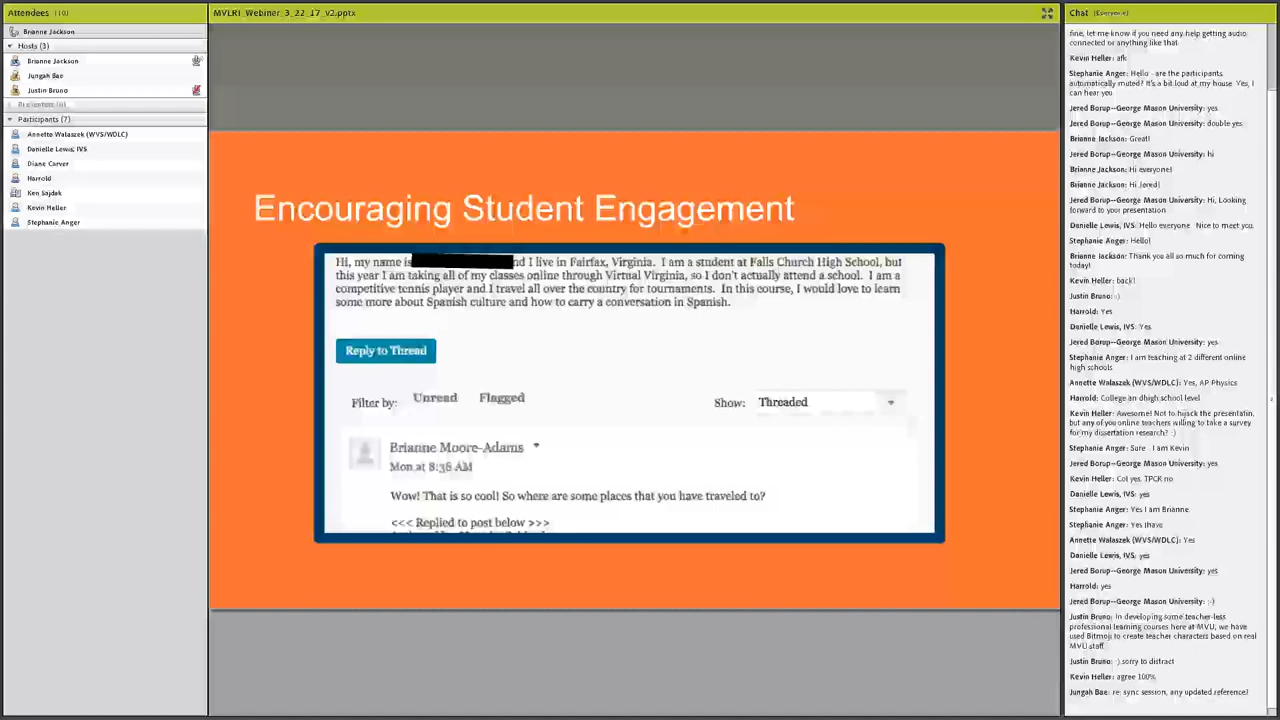 Attendees (10)
Brianne Jackson
Hosts (3)
Brianne Jackson
Jungah Bae
Justin Bruno
Presenters (0)
Participants (7)
Annette Walaszek (WVS/WDLC)
Danielle Lewis, IVS
Diane Carver
Harrold
Ken Sajdak
Kevin Heller
Stephanie Anger
MVLRI_Webiner_3_22_17_v2.pptx
Encouraging Student Engagement
Hi, my name is nd I live in Fairfax, Virginia. I am a student at Falls Church High School, but
this year I am taking all of my classes online through Virtual Virginia, so I don't actually attend a school. I am a
competitive tennis player and I travel all over the country for tournaments. In this course, I would love to learn
some more about Spanish culture and how to carry a conversation in Spanish.
Reply to Thread
Filter by: Unread Flagged Show: Threaded
Brianne Moore-Adams
Mon at 8:36 AM
Wow! That is so cool! So where are some places that you have traveled to?
<<< Replied to post below >>>
Chat (Everyone)
fine, let me know if you need any help getting audio
connected or anything like that
Kevin Heller: afk
Stephanie Anger: Hello - are the participants
automatically muted? It's a bit loud at my house Yes, I
can hear you
Jered Borup--George Mason University: yes
Jered Borup--George Mason University: double yes
Brianne Jackson: Great!
Jered Borup--George Mason University: hi
Brianne Jackson: Hi everyone!
Brianne Jackson: Hi Jered!
Jered Borup--George Mason University: Hi, Looking
forward to your presentation
Danielle Lewis, IVS: Hello everyone Nice to meet you.
Stephanie Anger: Hello!
Brianne Jackson: Thank you all so much for coming
today!
Kevin Heller: back!
Justin Bruno: :)
Harrold: Yes
Danielle Lewis, IVS: Yes
Jered Borup--George Mason University: yes
Stephanie Anger: I am teaching at 2 different online
high schools
Annette Walaszek (WVS/WDLC): Yes, AP Physics
Harrold: College an dhigh school level
Kevin Heller: Awesome! Not to hijack the presentatin,
but any of you online teachers willing to take a survey
for my dissertation research? :)
Stephanie Anger: Sure I am Kevin
Jered Borup--George Mason University: yes
Kevin Heller: CoI yes. TPCK no
Danielle Lewis, IVS: yes
Stephanie Anger: Yes I am Brianne
Stephanie Anger: Yes I have
Annette Walaszek (WVS/WDLC): Yes
Danielle Lewis, IVS: yes
Jered Borup--George Mason University: yes
Harrold: yes
Jered Borup--George Mason University: :-)
Justin Bruno: In developing some teacher-less
professional learning courses here at MVU, we have
used Bitmoji to create teacher characters based on real
MVU staff
Justin Bruno: :) sorry to distract
Kevin Heller: agree 100%
Jungah Bae: re: sync session, any updated reference?